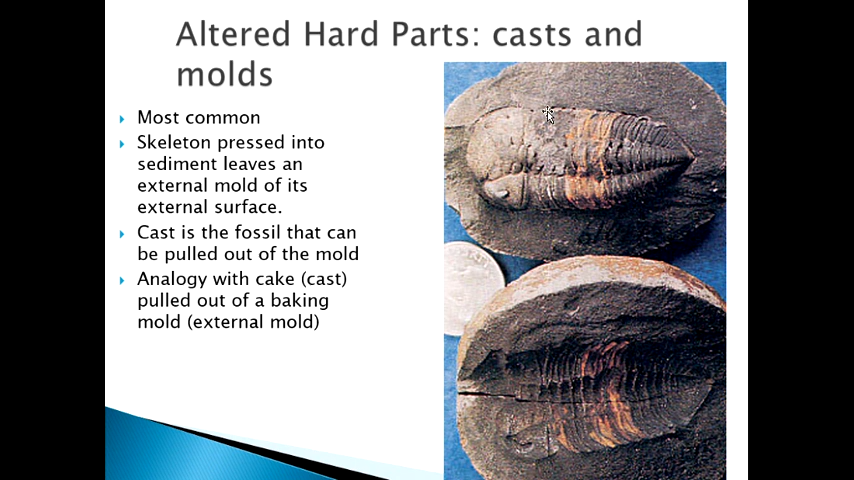 Altered Hard Parts: casts and
molds
Most common
Skeleton pressed into
sediment leaves an
external mold of its
external surface.
Cast is the fossil that can
be pulled out of the mold
Analogy with cake (cast)
pulled out of a baking
mold (external mold)